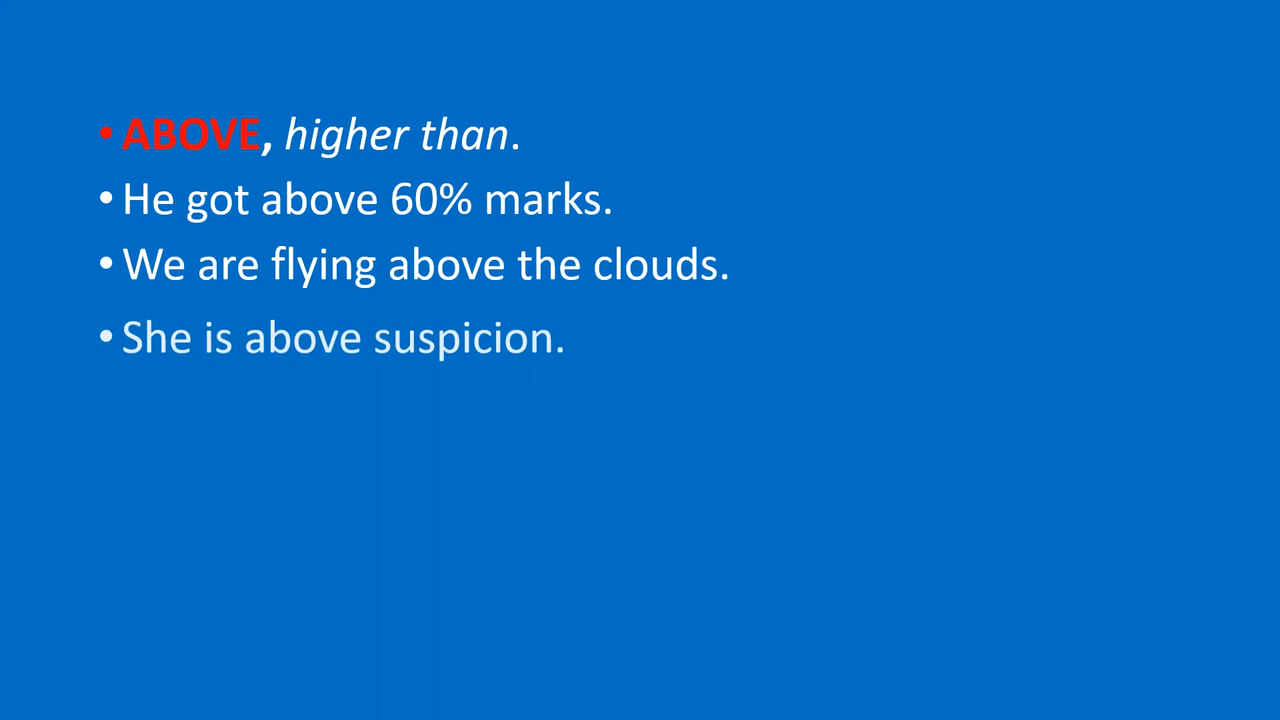 • ABOVE, higher than.
• He got above 60% marks.
• We are flying above the clouds.
• She is above suspicion.